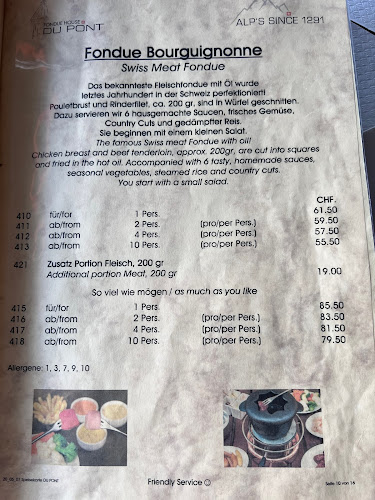 FONDUE HOUSE
DU PONT
ALP'S SINCE 1291
Fondue Bourguignonne
Swiss Meat Fondue
Das bekannteste Fleischfondue mit Öl wurde
letztes Jahrhundert in der Schweiz perfektioniert
Pouletbrust und Rinderfilet, ca. 200 gr, sind in Würfel geschnitten.
Dazu servieren wir 6 hausgemachte Saucen, frisches Gemüse,
Country Cuts und gedämpfter Reis.
Sie beginnen mit einem kleinen Salat.
The famous Swiss meat Fondue with oil!
Chicken breast and beef tenderloin, approx. 200gr, are cut into squares
and fried in the hot oil. Accompanied with 6 tasty, homemade sauces,
seasonal vegetables, steamed rice and country cuts.
You start with a small salad.
CHF.
410 für/for 1 Pers. 61.50
411 ab/from 2 Pers. (pro/per Pers.) 59.50
412 ab/from 4 Pers. (pro/per Pers.) 57.50
413 ab/from 10 Pers. (pro/per Pers.) 55.50
421 Zusatz Portion Fleisch, 200 gr
Additional portion Meat, 200 gr 19.00
So viel wie mögen / as much as you like
415 für/for 1 Pers. 85.50
416 ab/from 2 Pers. (pro/per Pers.) 83.50
417 ab/from 4 Pers. (pro/per Pers.) 81.50
418 ab/from 10 Pers. (pro/per Pers.) 79.50
Allergene: 1, 3, 7, 9, 10
Speisekarte DU PONT
Friendly Service ☺
Seite 10 von 16